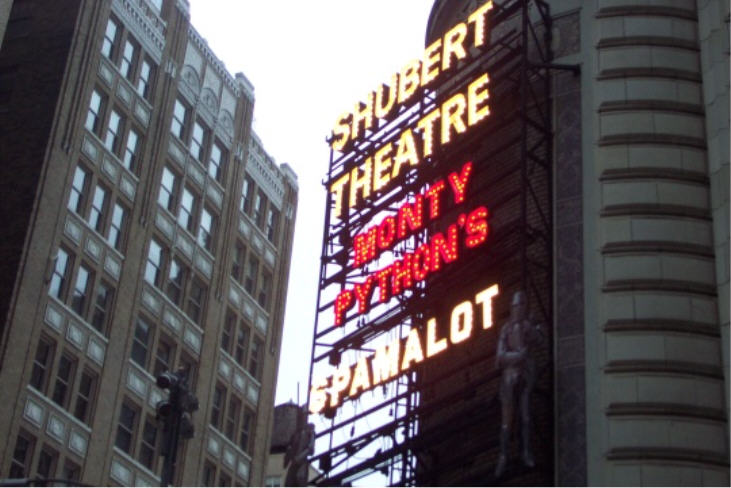 SHUBERT
THEATRE
MONTY
PYTHON'S
SPAMALOT